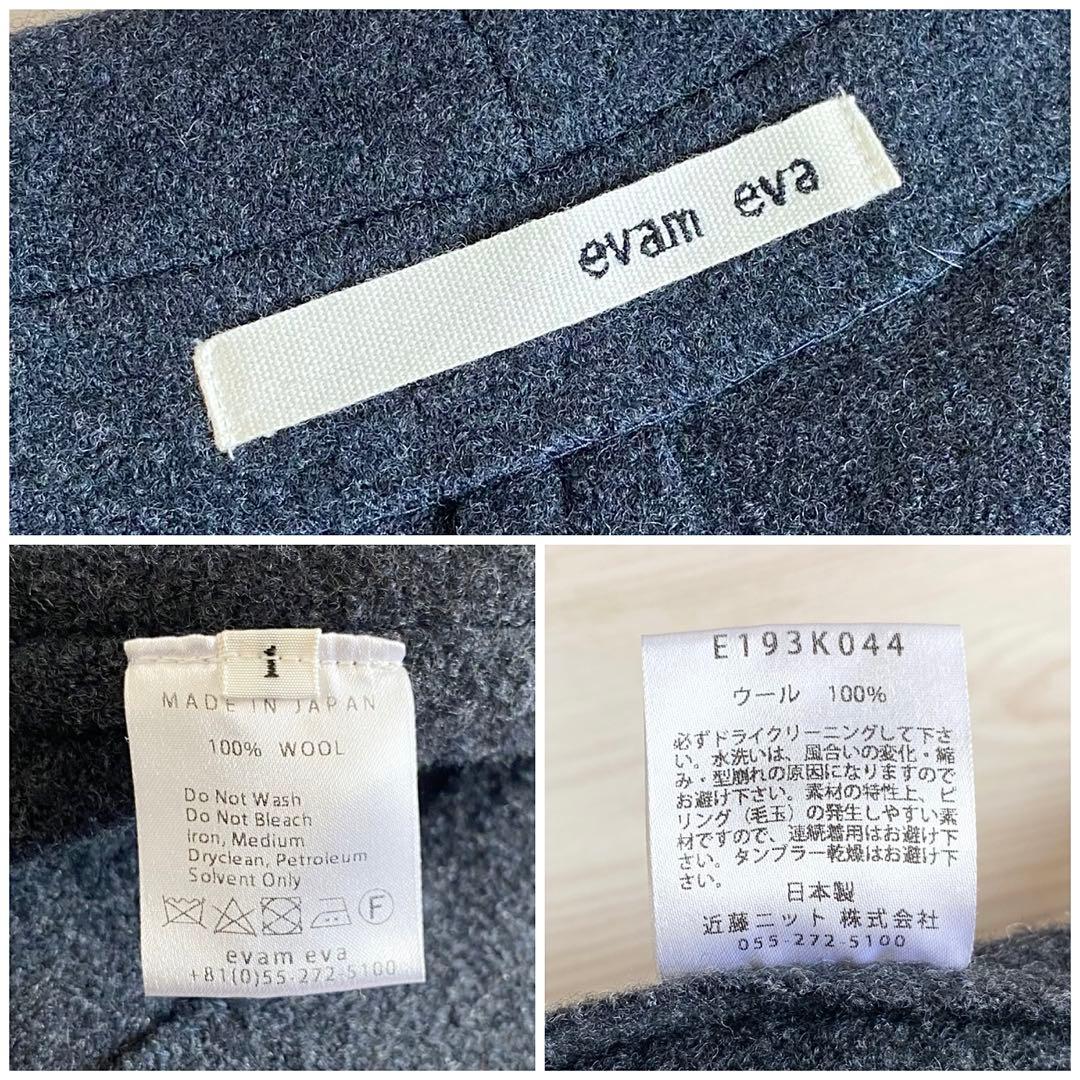 evam eva
1
MADE IN JAPAN
100% WOOL
Do Not Wash
Do Not Bleach
Iron, Medium
Dryclean, Petroleum
Solvent Only
F
evam eva
+81(0)55-272-5100
E193K044
ウール 100%
必ずドライクリーニングして下さ
い。水洗いは、風合いの変化・縮
み・型崩れの原因になりますので
お避け下さい。素材の特性上、ピ
リング（毛玉）の発生しやすい素
材ですので、連続着用はお避け下
さい。タンブラー乾燥はお避け下
さい。
日本製
近藤ニット 株式会社
055-272-5100